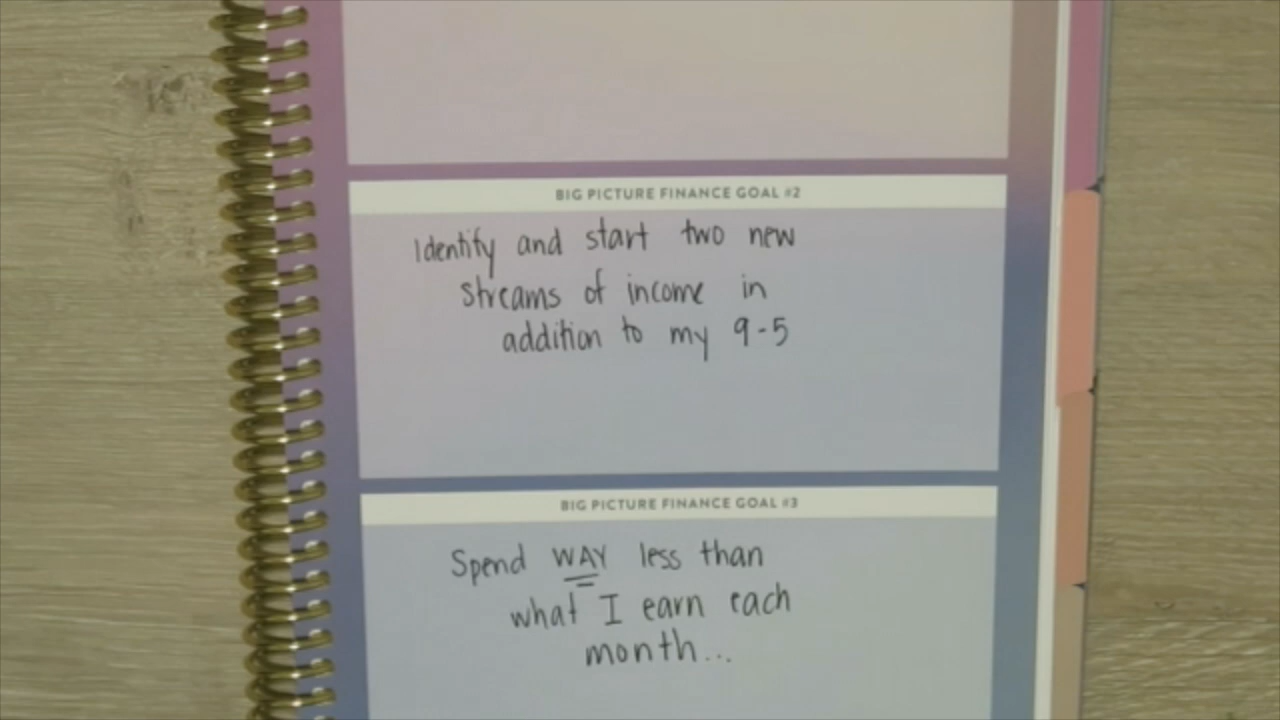 BIG PICTURE FINANCE GOAL #2
Identify and start two new
streams of income in
addition to my 9-5
BIG PICTURE FINANCE GOAL #3
Spend WAY less than
what I earn each
month...